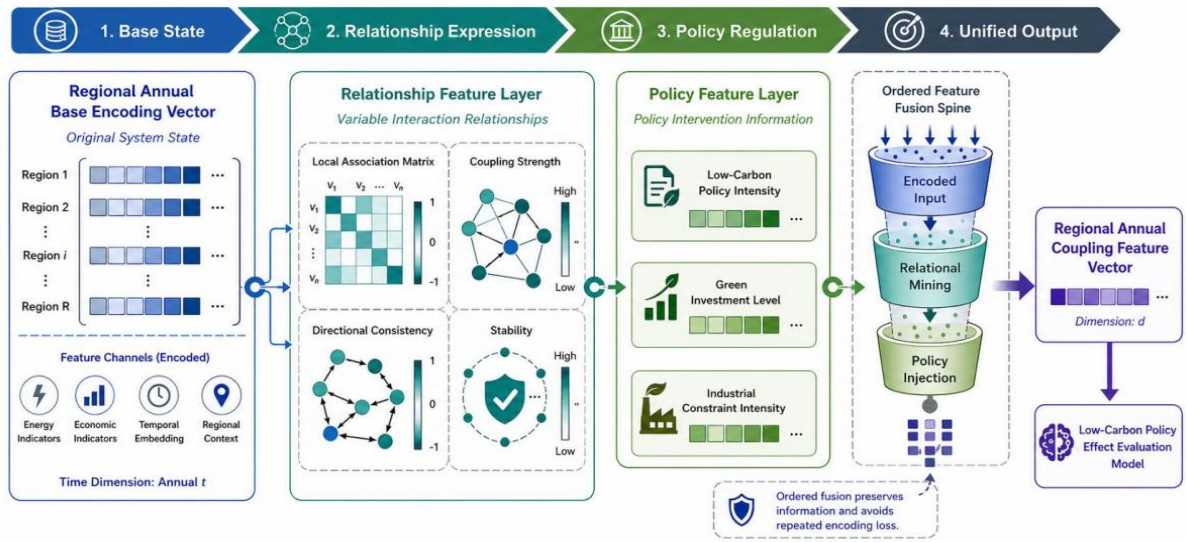 1. Base State
2. Relationship Expression
3. Policy Regulation
4. Unified Output
Regional Annual
Base Encoding Vector
Original System State
Region 1
...
Region 2
...
⋮
⋮
Region i
...
⋮
⋮
Region R
...
Feature Channels (Encoded)
Energy
Indicators
Economic
Indicators
Temporal
Embedding
Regional
Context
Time Dimension: Annual t
Relationship Feature Layer
Variable Interaction Relationships
Local Association Matrix
V1 V2 ... Vn
V1
V2
⋮
Vn
1
0
-1
Coupling Strength
High
Low
Directional Consistency
1
0
-1
Stability
...
High
Low
Policy Feature Layer
Policy Intervention Information
Low-Carbon
Policy Intensity
...
Green
Investment Level
...
Industrial
Constraint Intensity
...
Ordered Feature
Fusion Spine
Encoded
Input
Relational
Mining
Policy
Injection
Ordered fusion preserves
information and avoids
repeated encoding loss.
Regional Annual
Coupling Feature
Vector
...
Dimension: d
Low-Carbon Policy
Effect Evaluation
Model